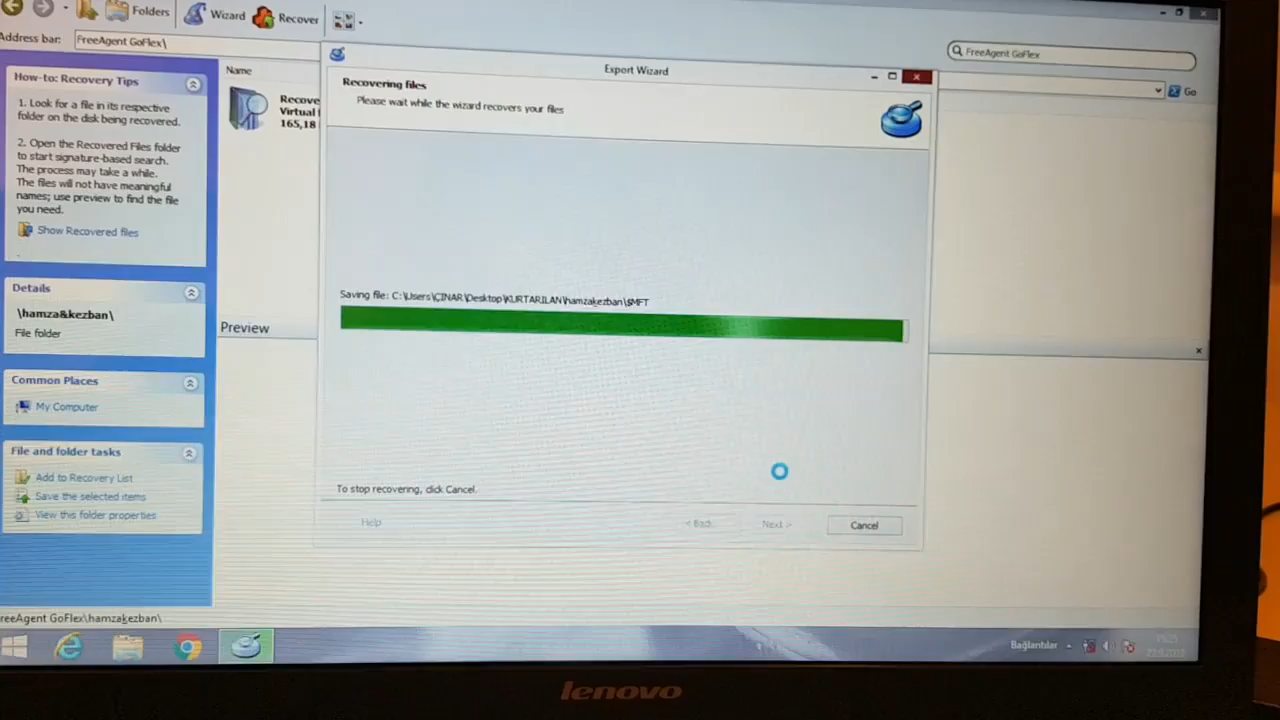 Folders
Wizard
Recover
Address bar:
FreeAgent GoFlex\
FreeAgent GoFlex
Go
How-to: Recovery Tips
1. Look for a file in its respective
folder on the disk being recovered.
2. Open the Recovered Files folder
to start signature-based search.
The process may take a while.
The files will not have meaningful
names; use preview to find the file
you need.
Show Recovered files
Details
\hamza&kezban\
File folder
Common Places
My Computer
File and folder tasks
Add to Recovery List
Save the selected items
View this folder properties
Name
Recove
Virtual
165,18
Preview
Export Wizard
Recovering files
Please wait while the wizard recovers your files
Saving file: C:\Users\ÇINAR\Desktop\KURTARILAN\hamzakezban\$MFT
To stop recovering, click Cancel.
Help
< Back
Next >
Cancel
reeAgent GoFlex\hamzakezban\
Bağlantılar
lenovo